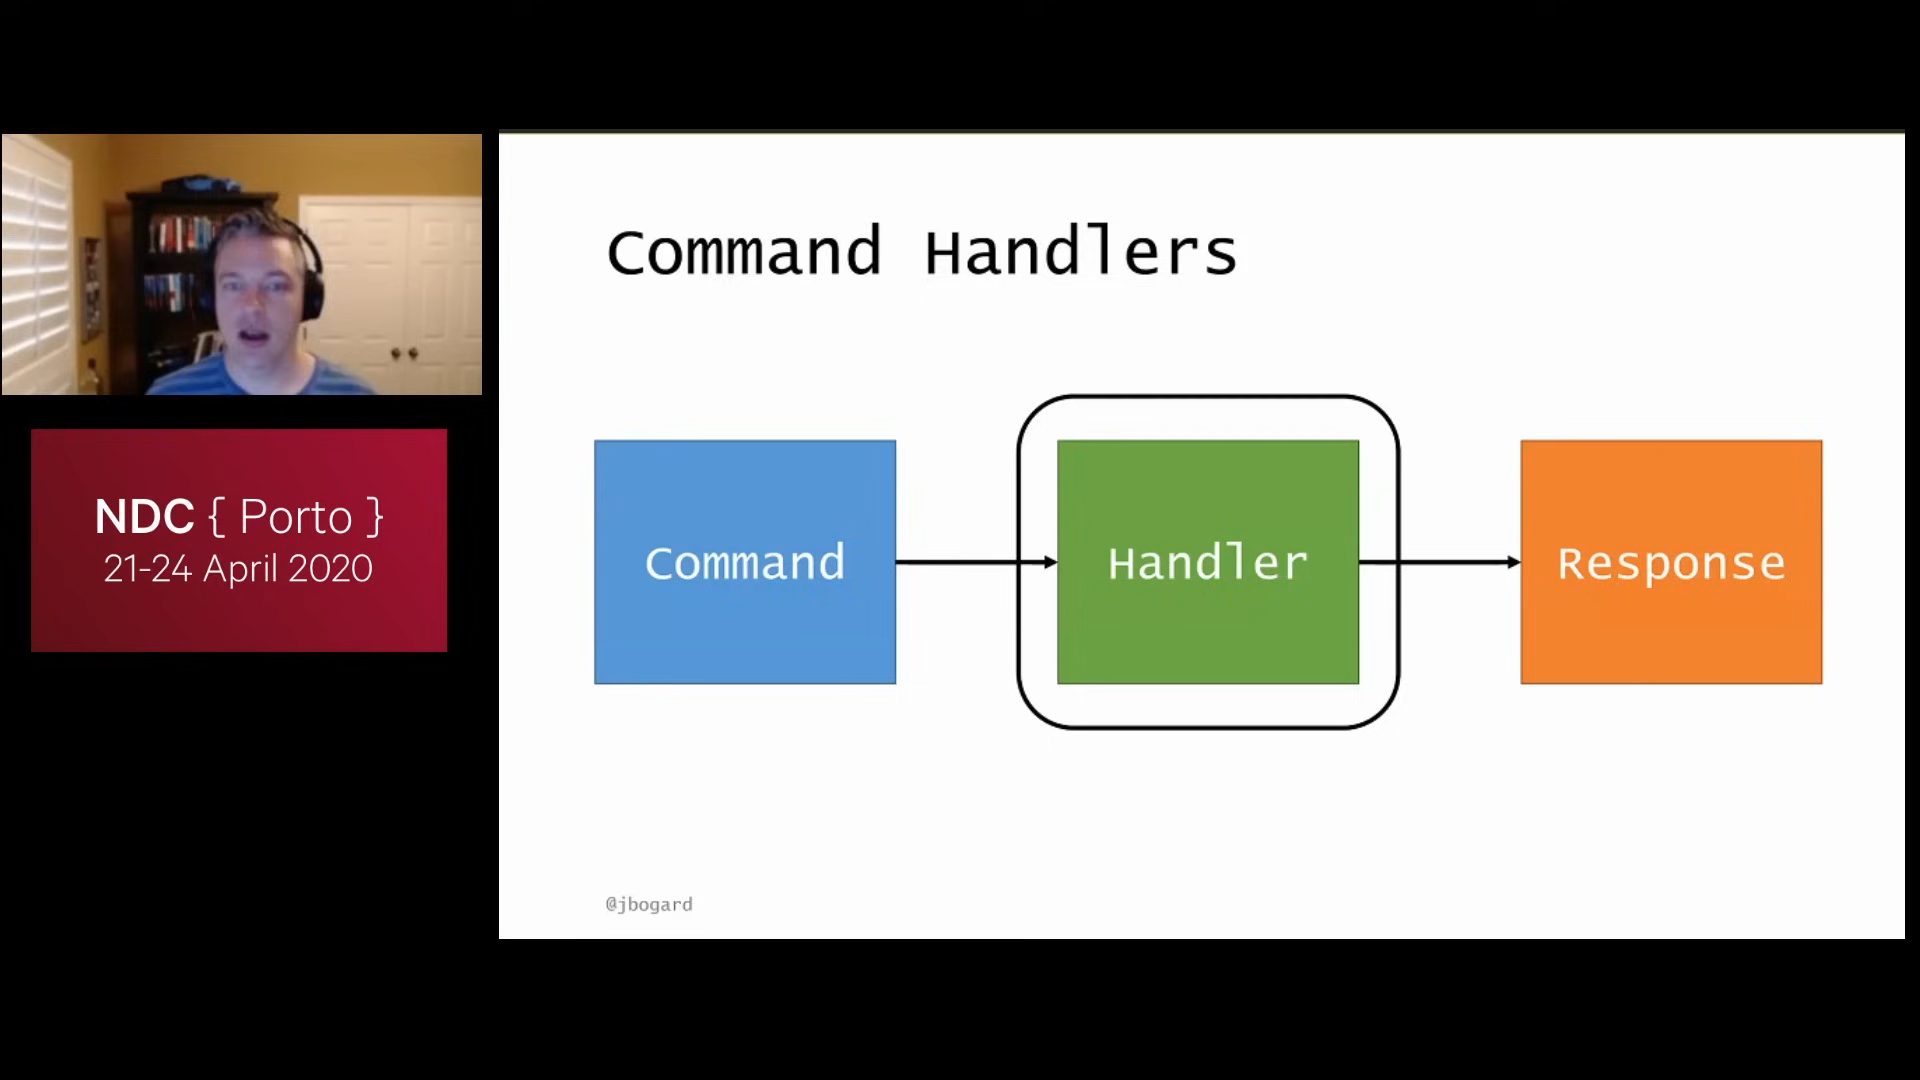 Command Handlers
Command
Handler
Response
@jbogard
NDC { Porto }
21-24 April 2020